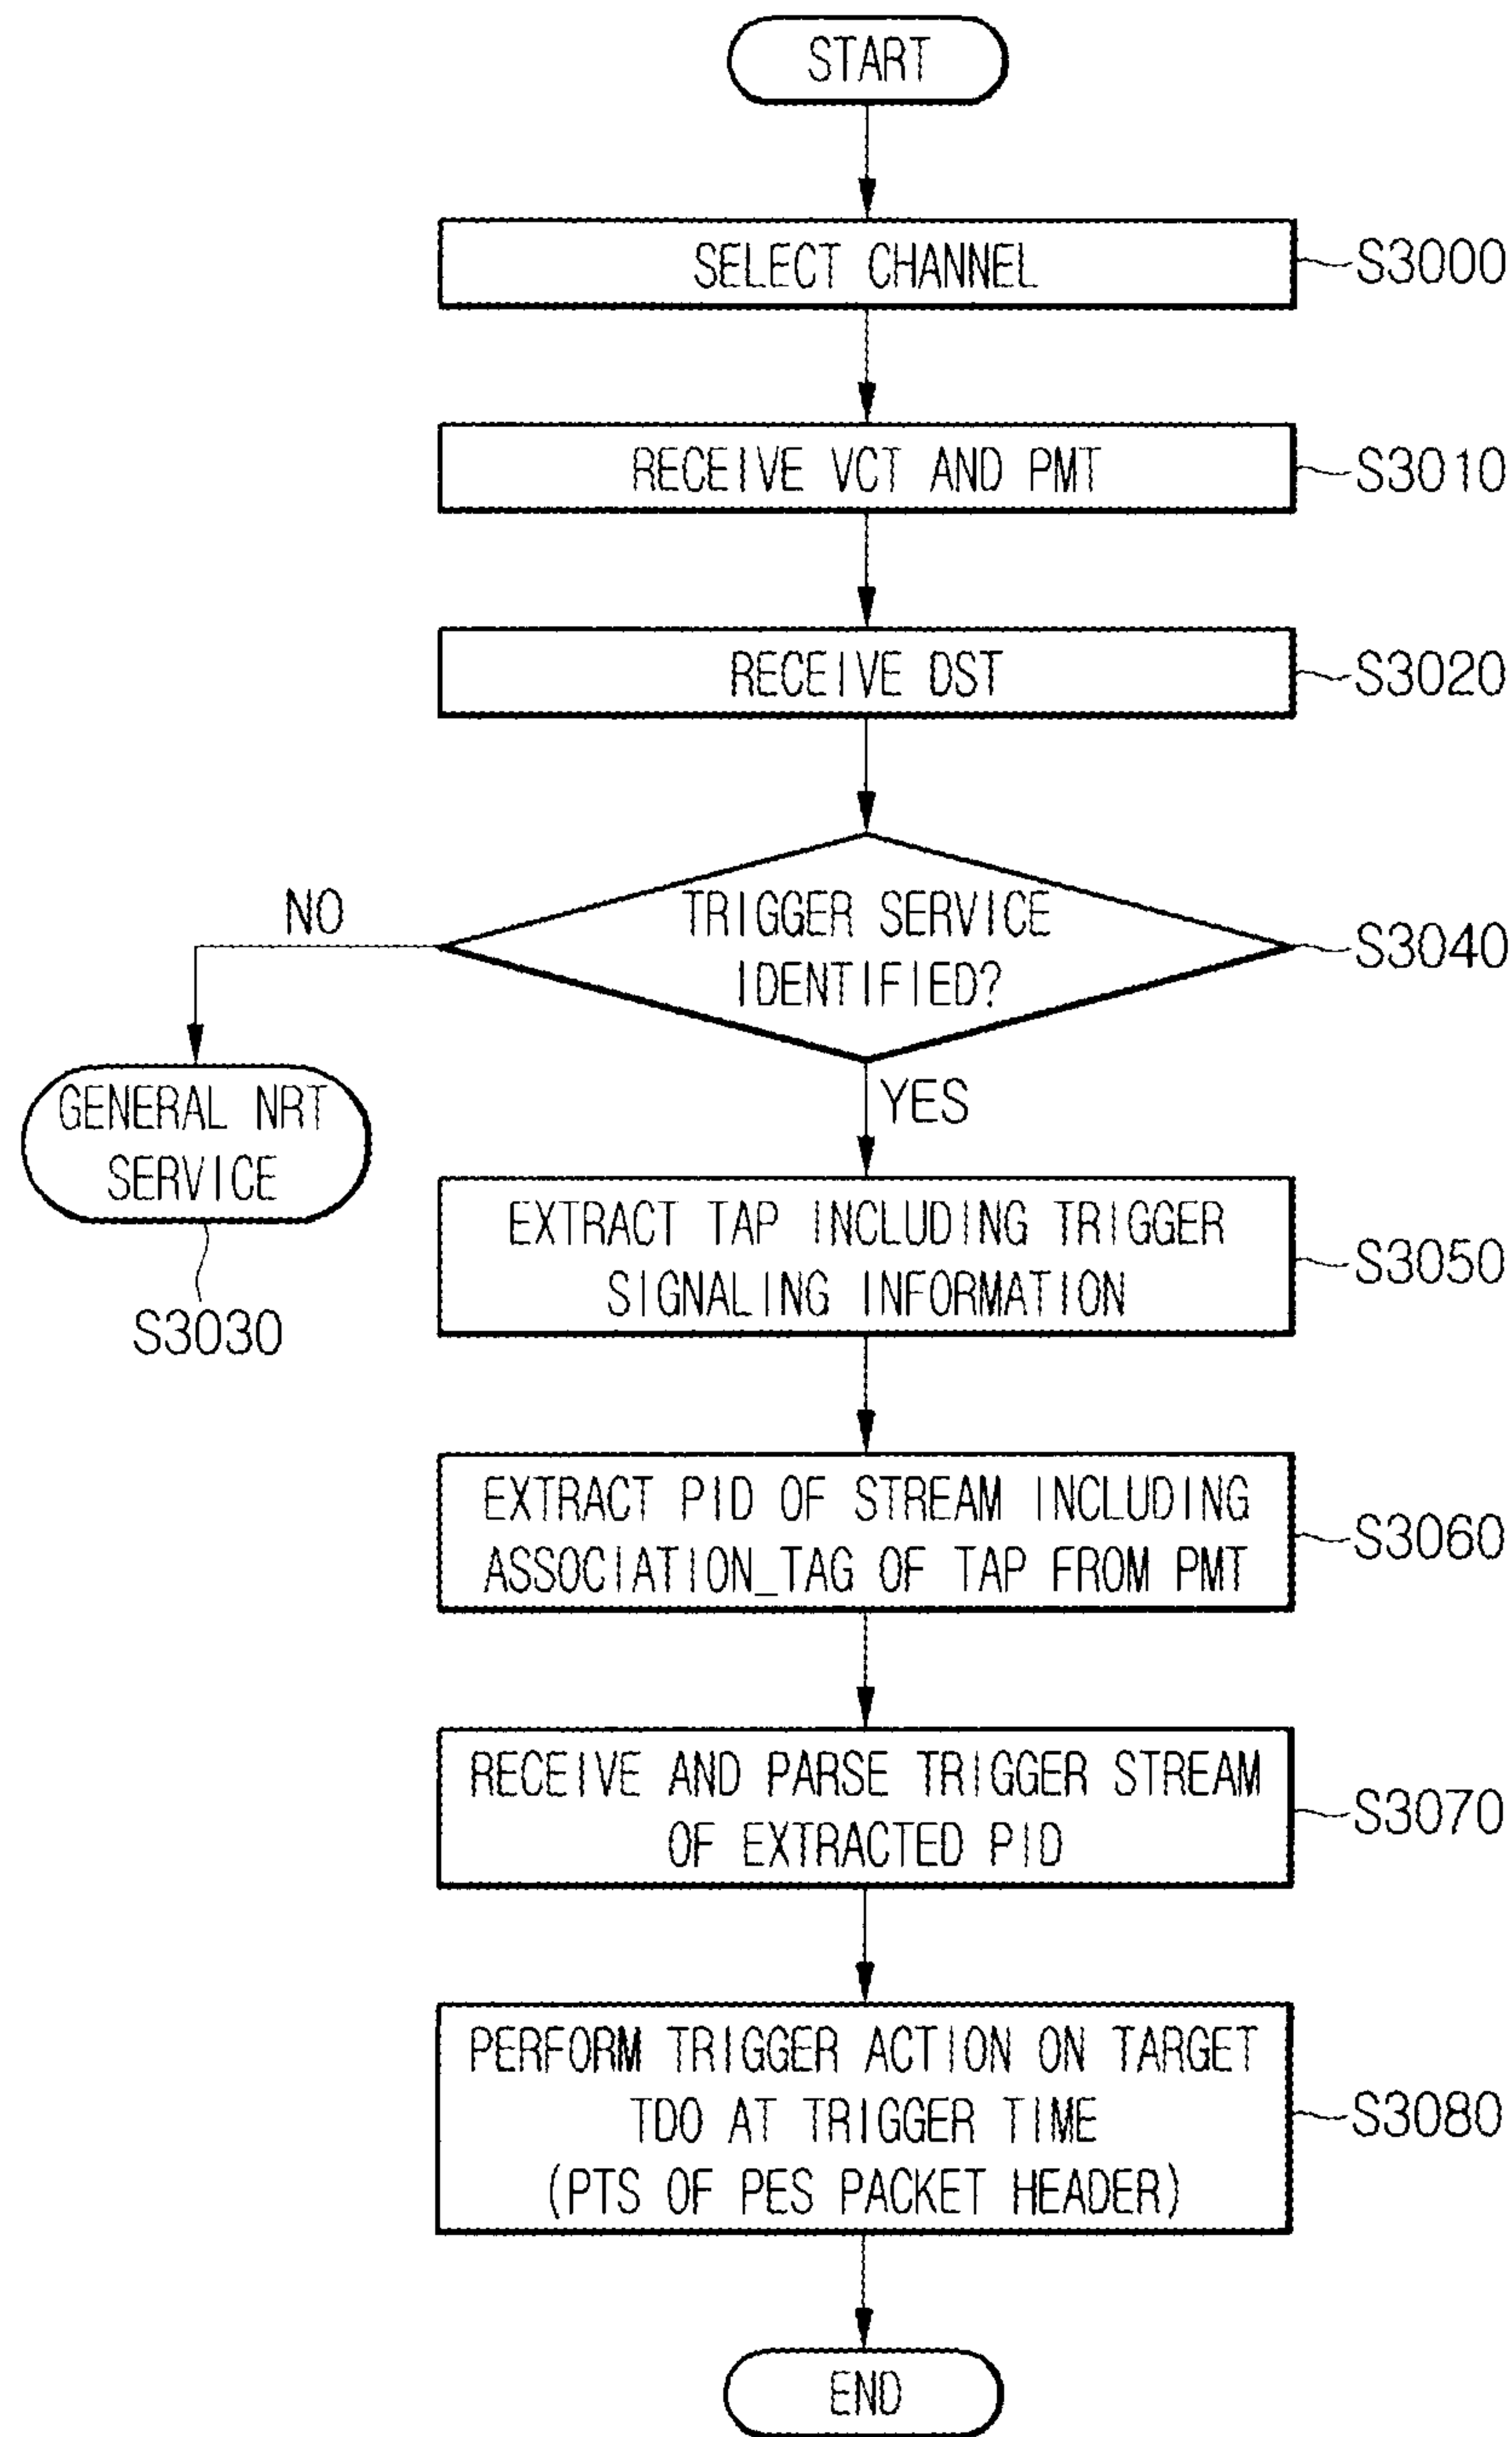 START
SELECT CHANNEL
S3000
RECEIVE VCT AND PMT
S3010
RECEIVE DST
S3020
TRIGGER SERVICE
IDENTIFIED?
S3040
NO
YES
GENERAL NRT
SERVICE
S3030
EXTRACT TAP INCLUDING TRIGGER
SIGNALING INFORMATION
S3050
EXTRACT PID OF STREAM INCLUDING
ASSOCIATION_TAG OF TAP FROM PMT
S3060
RECEIVE AND PARSE TRIGGER STREAM
OF EXTRACTED PID
S3070
PERFORM TRIGGER ACTION ON TARGET
TDO AT TRIGGER TIME
(PTS OF PES PACKET HEADER)
S3080
END